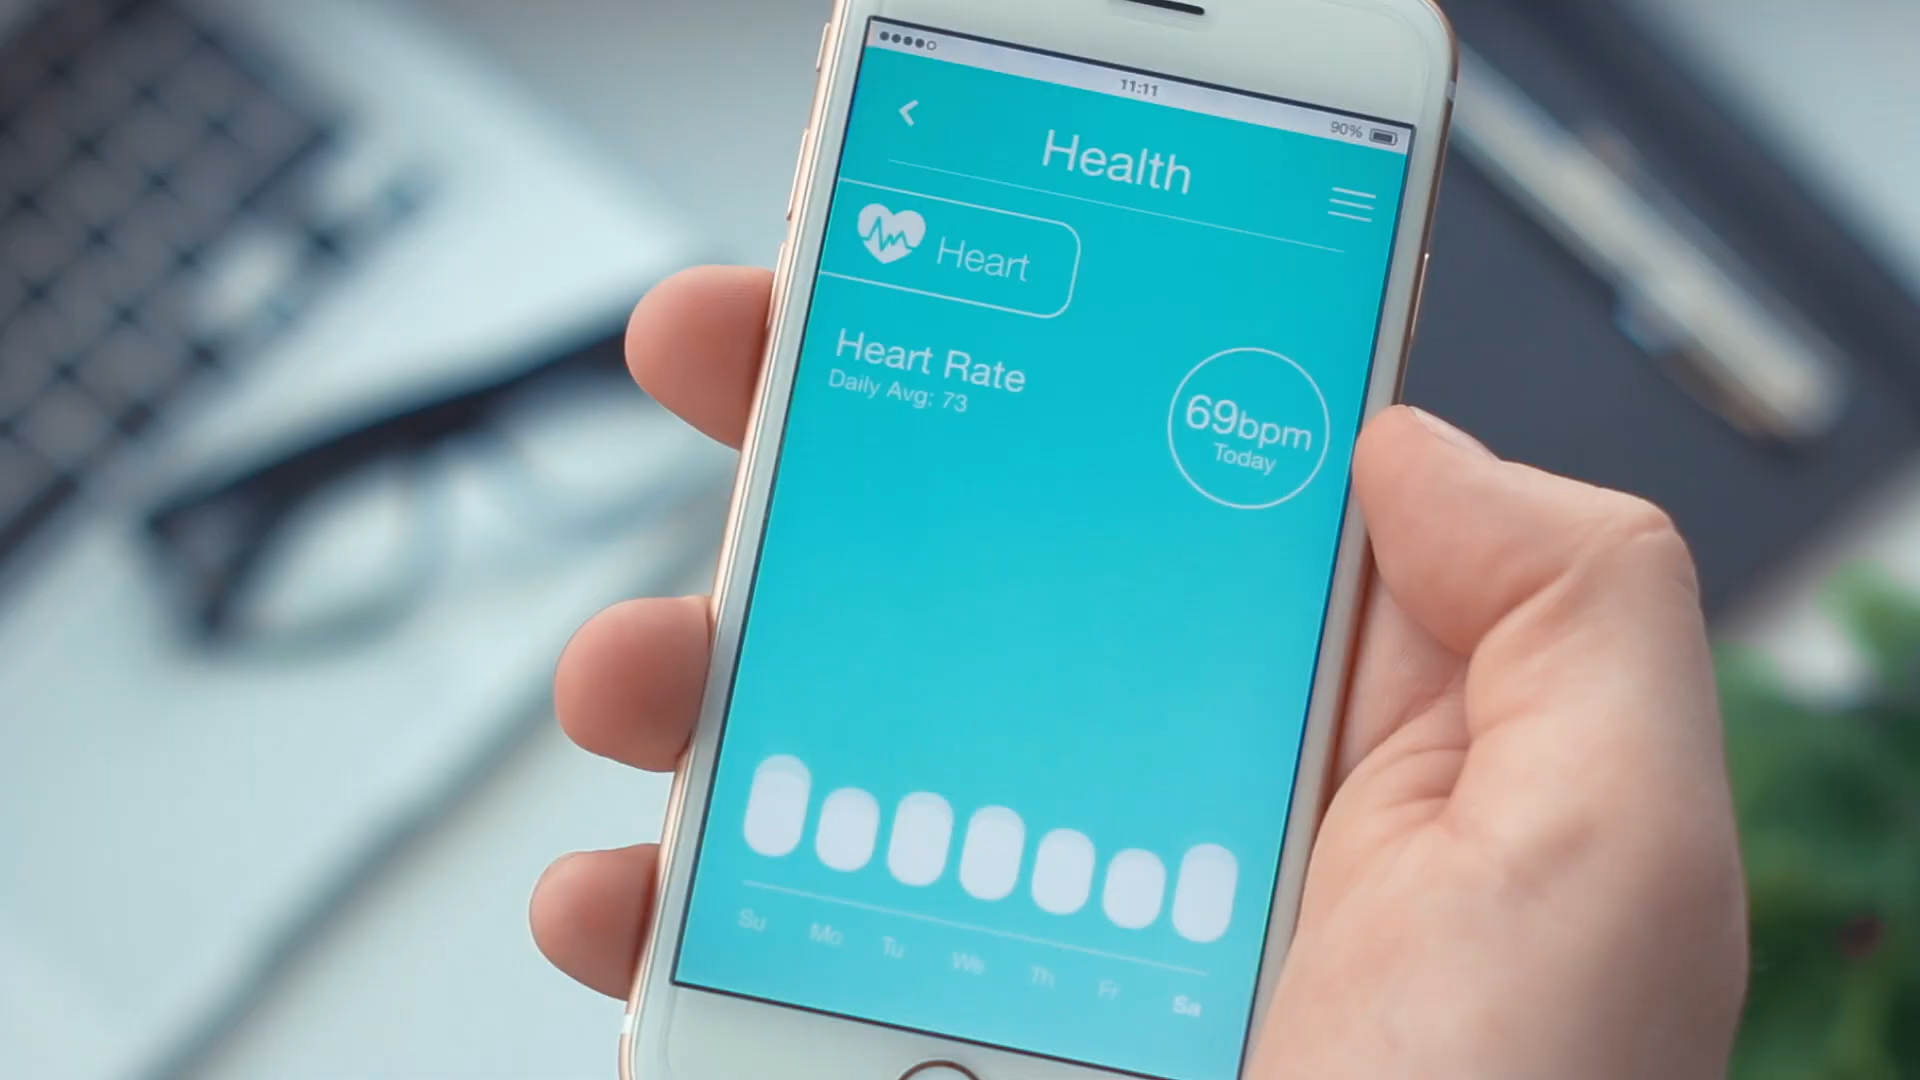 11:11
90%
Health
Heart
Heart Rate
Daily Avg: 73
69bpm
Today
Su Mo Tu We Th Fr Sa